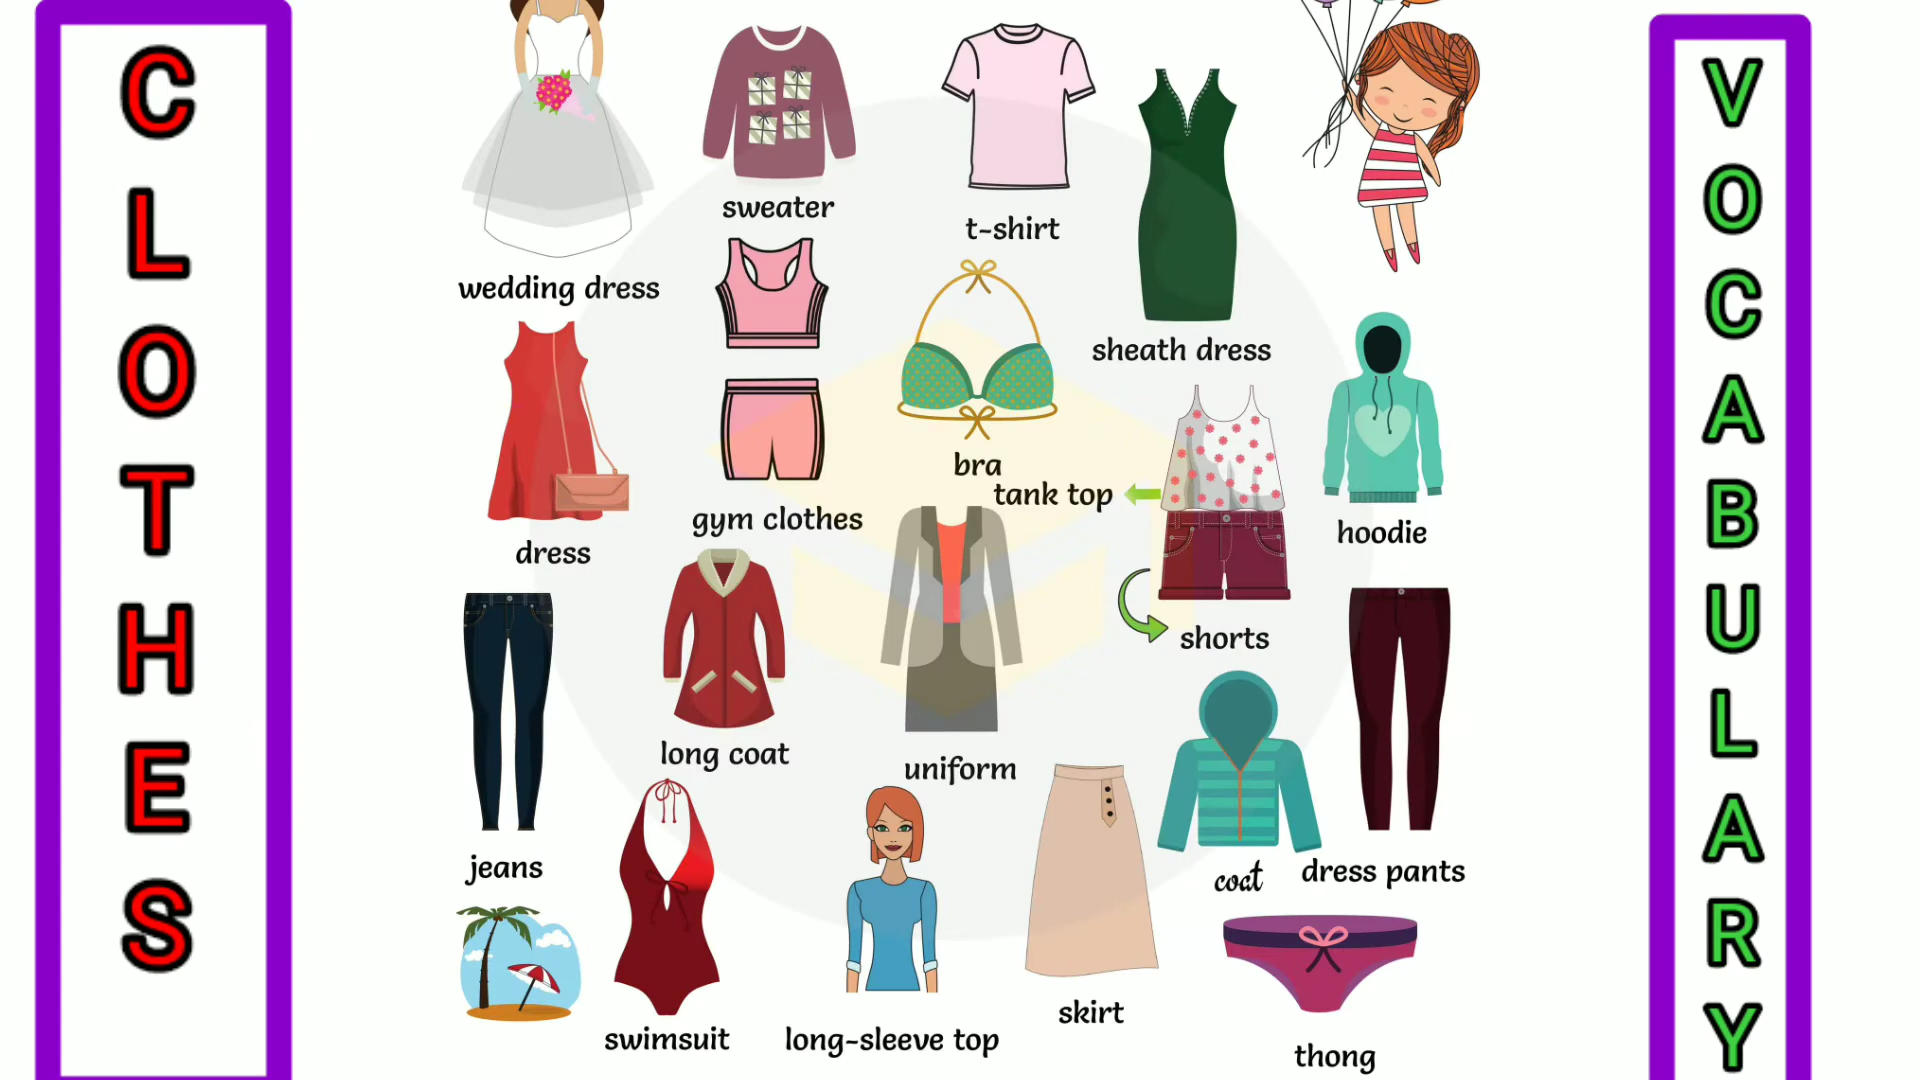 CLOTHES
sweater
t-shirt
wedding dress
sheath dress
bra
tank top
gym clothes
hoodie
dress
shorts
long coat
uniform
jeans
coat
dress pants
skirt
swimsuit
long-sleeve top
thong
VOCABULARY